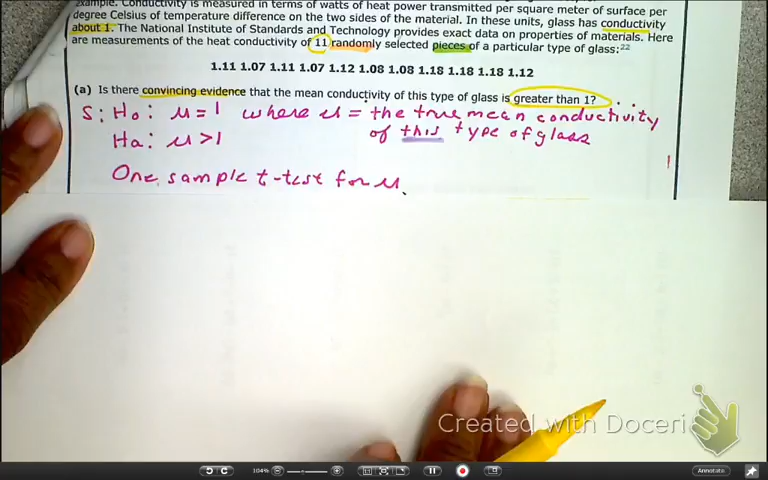 example. Conductivity is measured in terms of watts of heat power transmitted per square meter of surface per
degree Celsius of temperature difference on the two sides of the material. In these units, glass has conductivity
about 1. The National Institute of Standards and Technology provides exact data on properties of materials. Here
are measurements of the heat conductivity of 11 randomly selected pieces of a particular type of glass:22
1.11 1.07 1.11 1.07 1.12 1.08 1.08 1.18 1.18 1.18 1.12
(a) Is there convincing evidence that the mean conductivity of this type of glass is greater than 1?
S: Ho: μ = 1 where μ = the true mean conductivity
of this type of glass
Ha: μ > 1
One sample t-test for μ.
Created with Doceri
104%
Annotate